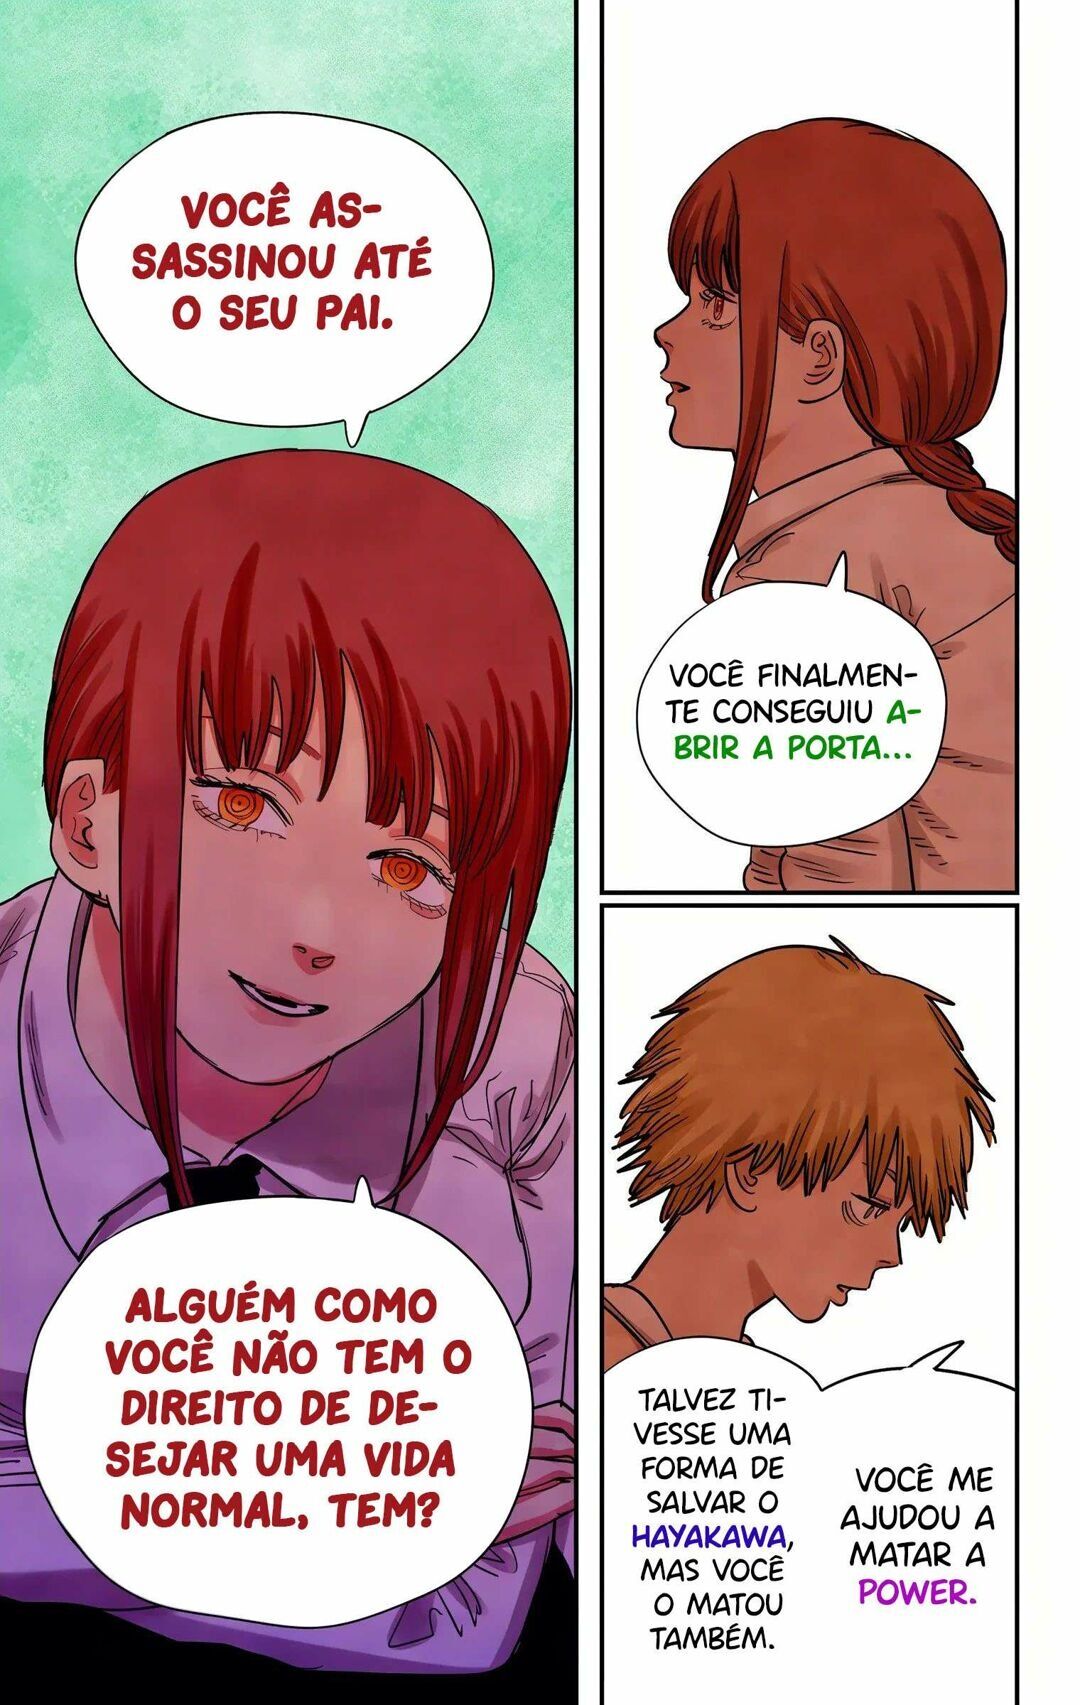 VOCÊ FINALMEN-
TE CONSEGUIU A-
BRIR A PORTA...
VOCÊ ME
AJUDOU A
MATAR A
POWER.
TALVEZ TI-
VESSE UMA
FORMA DE
SALVAR O
HAYAKAWA,
MAS VOCÊ
O MATOU
TAMBÉM.
VOCÊ AS-
SASSINOU ATÉ
O SEU PAI.
ALGUÉM COMO
VOCÊ NÃO TEM O
DIREITO DE DE-
SEJAR UMA VIDA
NORMAL, TEM?